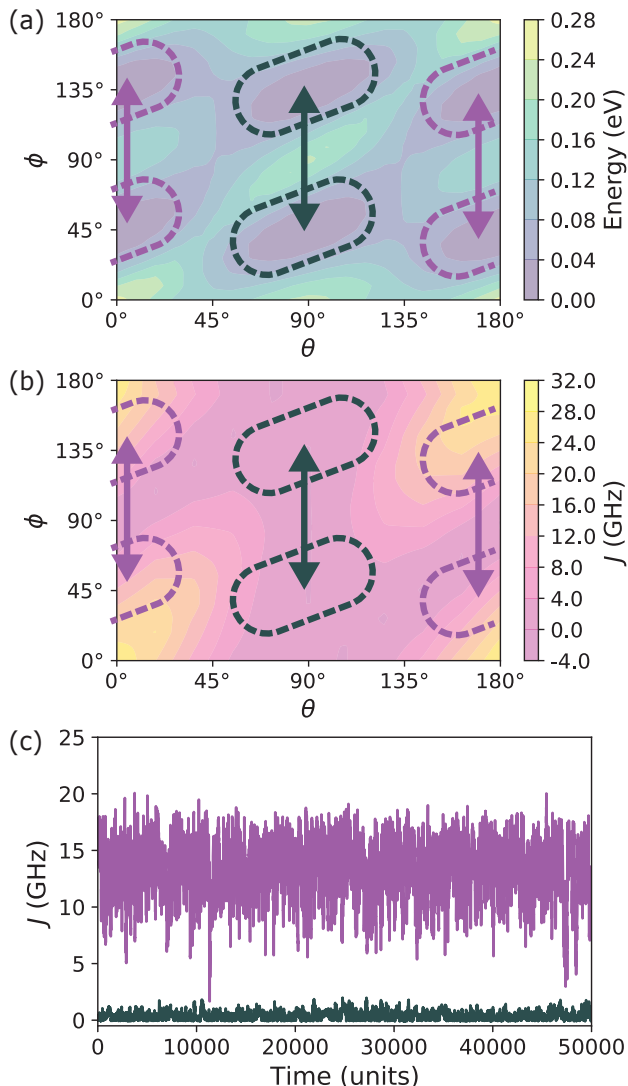 (a)
180°
135°
90°
45°
0°
ϕ
0° 45° 90° 135° 180°
θ
0.28
0.24
0.20
0.16
0.12
0.08
0.04
0.00
Energy (eV)
(b)
180°
135°
90°
45°
0°
ϕ
0° 45° 90° 135° 180°
θ
32.0
28.0
24.0
20.0
16.0
12.0
8.0
4.0
0.0
-4.0
J (GHz)
(c)
25
20
15
10
5
0
J (GHz)
0 10000 20000 30000 40000 50000
Time (units)